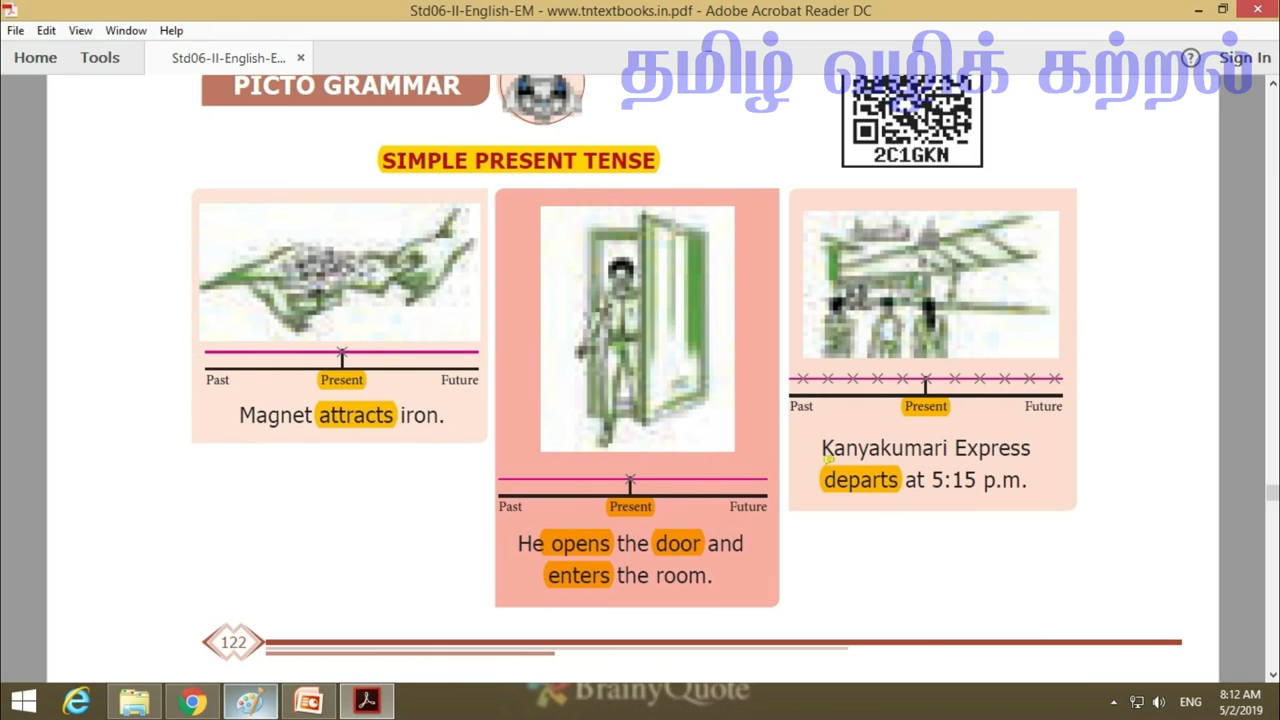 Std06-II-English-EM - www.tntextbooks.in.pdf - Adobe Acrobat Reader DC
File Edit View Window Help
Home Tools Std06-II-English-E... × ? Sign In
தமிழ் வழிக் கற்றல்
PICTO GRAMMAR
2C1GKN
SIMPLE PRESENT TENSE
Past Present Future
Magnet attracts iron.
Past Present Future
He opens the door and
enters the room.
Past Present Future
Kanyakumari Express
departs at 5:15 p.m.
122
BrainyQuote
ENG
8:12 AM
5/2/2019